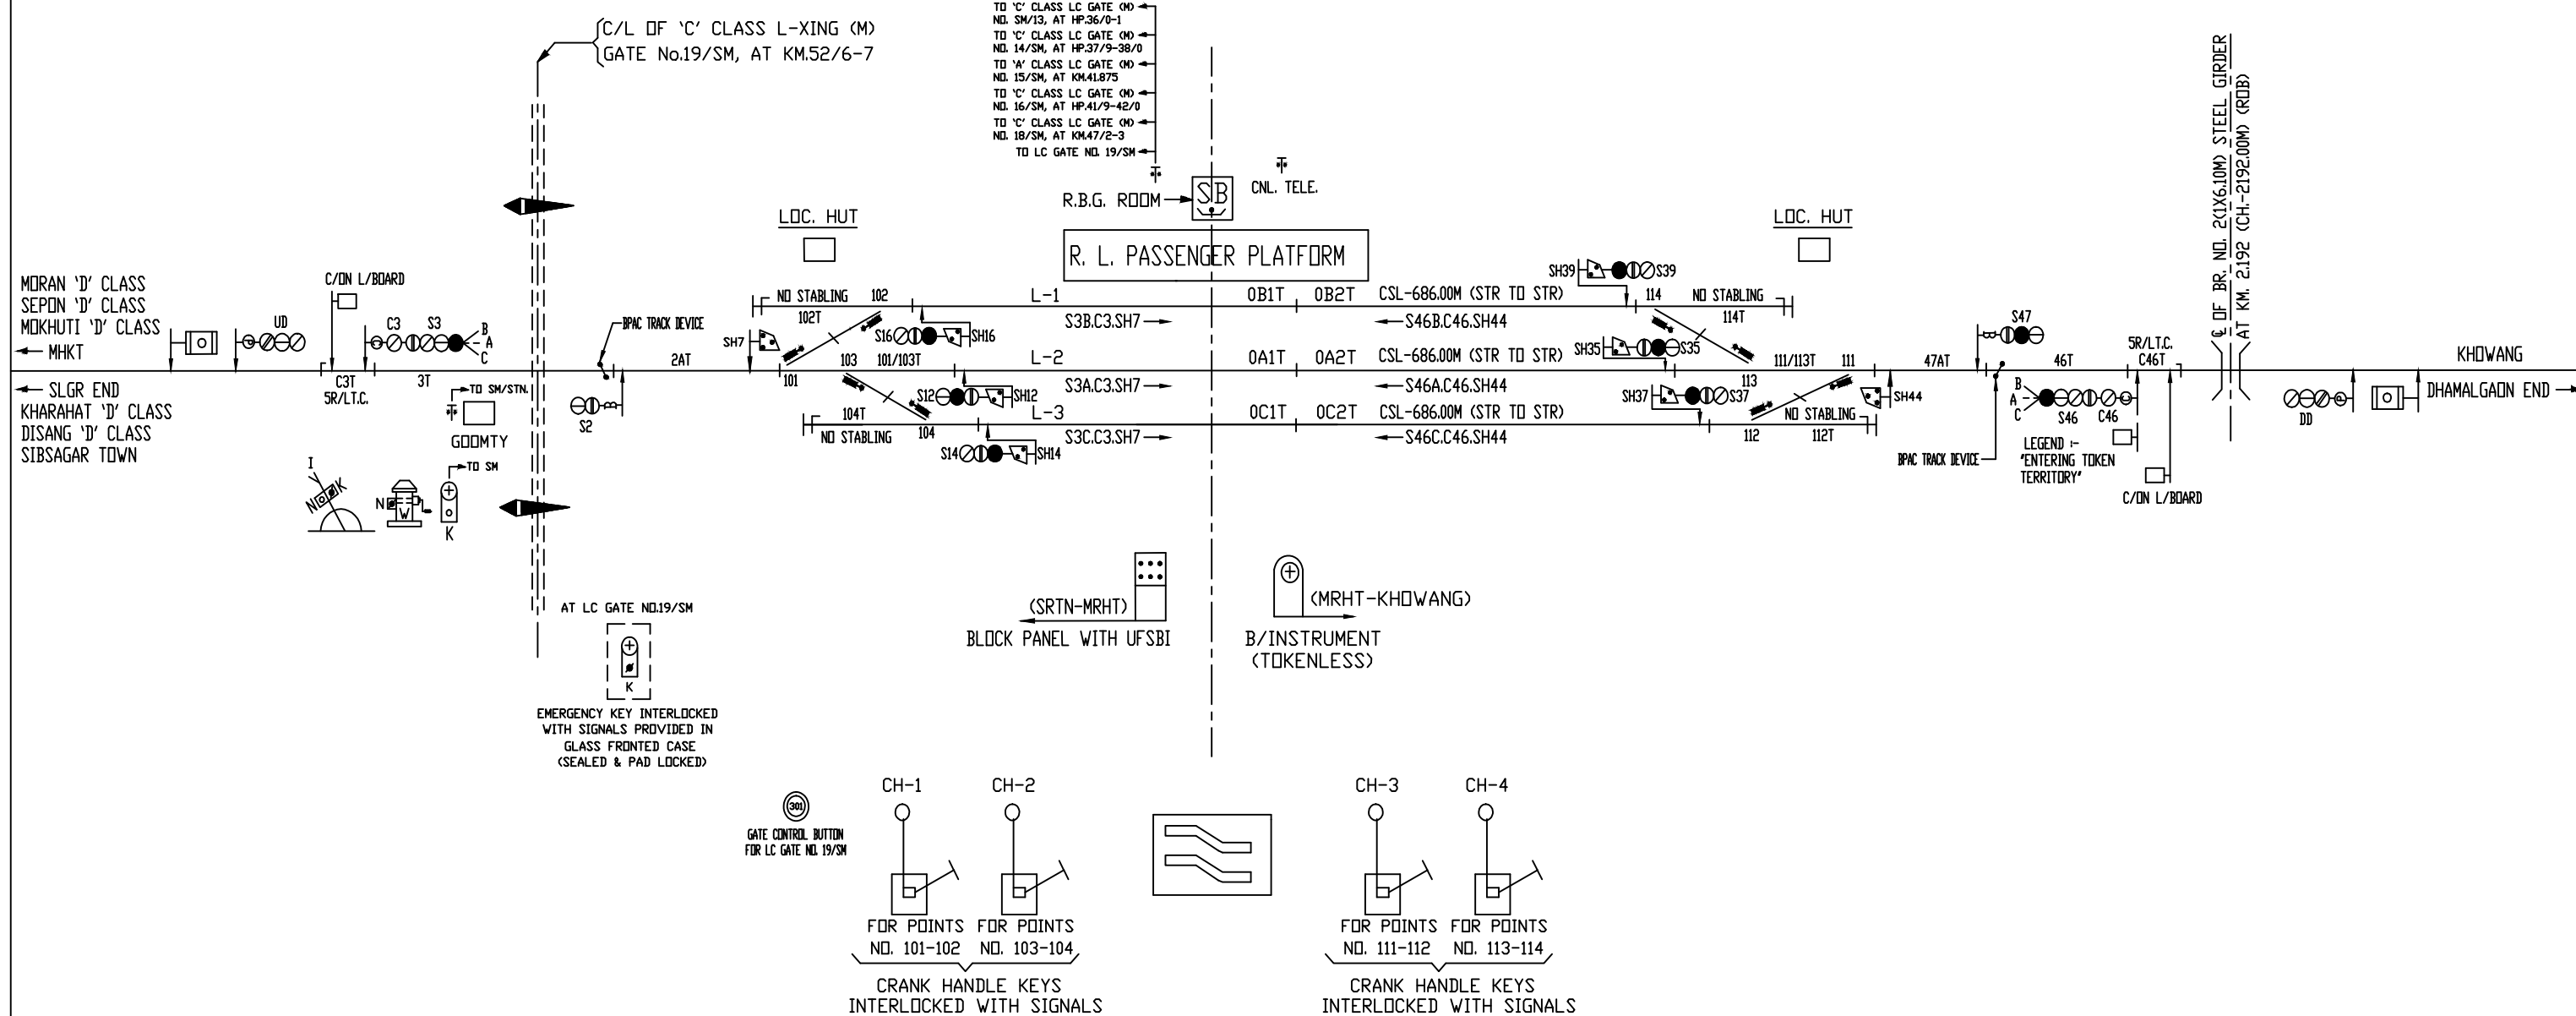 C/L OF 'C' CLASS L-XING (M)
GATE No.19/SM, AT KM.52/6-7
TO 'C' CLASS LC GATE (M)
NO. SM/13, AT HP.36/0-1
TO 'C' CLASS LC GATE (M)
NO. 14/SM, AT HP.37/9-38/0
TO 'A' CLASS LC GATE (M)
NO. 15/SM, AT KM.41.875
TO 'C' CLASS LC GATE (M)
NO. 16/SM, AT HP.41/9-42/0
TO 'C' CLASS LC GATE (M)
NO. 18/SM, AT KM.47/2-3
TO LC GATE NO. 19/SM
R.B.G. ROOM
SB
CNL. TELE.
LOC. HUT
LOC. HUT
R. L. PASSENGER PLATFORM
℄ OF BR. NO. 2(1X6.10M) STEEL GIRDER
AT KM. 2.192 (CH.-2192.00M) (ROB)
MORAN 'D' CLASS
SEPON 'D' CLASS
MOKHUTI 'D' CLASS
MHKT
SLGR END
KHARAHAT 'D' CLASS
DISANG 'D' CLASS
SIBSAGAR TOWN
UD
C/ON L/BOARD
C3 S3
B
A
C
C3T
5R/LT.C.
3T
TO SM/STN.
GOOMTY
TO SM
I
N K
N
W
K
BPAC TRACK DEVICE
S2
2AT
SH7
NO STABLING 102
102T
101
103
101/103T
S16 SH16
S12 SH12
S14 SH14
104T
NO STABLING
104
L-1 0B1T 0B2T CSL-686.00M (STR TO STR)
S3B.C3.SH7 S46B.C46.SH44
L-2 0A1T 0A2T CSL-686.00M (STR TO STR)
S3A.C3.SH7 S46A.C46.SH44
L-3 0C1T 0C2T CSL-686.00M (STR TO STR)
S3C.C3.SH7 S46C.C46.SH44
SH39 S39
114 NO STABLING
114T
SH35 S35
111/113T 111
113
SH37 S37
NO STABLING
112 112T
SH44
47AT
S47
46T
5R/LT.C.
C46T
B
A
C
S46 C46
BPAC TRACK DEVICE
LEGEND :-
"ENTERING TOKEN
TERRITORY"
C/ON L/BOARD
DD
KHOWANG
DHAMALGAON END
(SRTN-MRHT)
BLOCK PANEL WITH UFSBI
(MRHT-KHOWANG)
B/INSTRUMENT
(TOKENLESS)
AT LC GATE NO.19/SM
K
EMERGENCY KEY INTERLOCKED
WITH SIGNALS PROVIDED IN
GLASS FRONTED CASE
(SEALED & PAD LOCKED)
301
GATE CONTROL BUTTON
FOR LC GATE NO. 19/SM
CH-1 CH-2
FOR POINTS FOR POINTS
NO. 101-102 NO. 103-104
CRANK HANDLE KEYS
INTERLOCKED WITH SIGNALS
CH-3 CH-4
FOR POINTS FOR POINTS
NO. 111-112 NO. 113-114
CRANK HANDLE KEYS
INTERLOCKED WITH SIGNALS